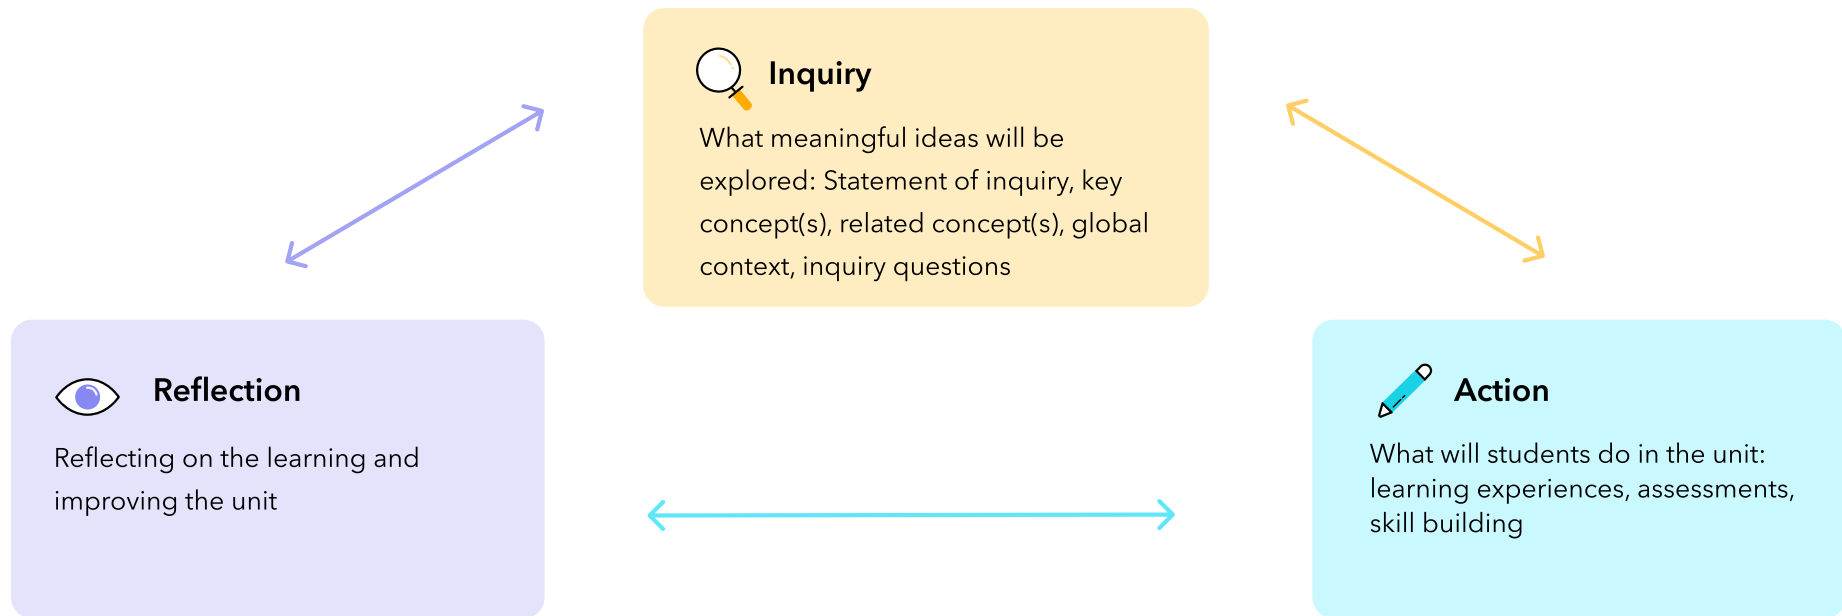 Inquiry
What meaningful ideas will be
explored: Statement of inquiry, key
concept(s), related concept(s), global
context, inquiry questions
Reflection
Reflecting on the learning and
improving the unit
Action
What will students do in the unit:
learning experiences, assessments,
skill building